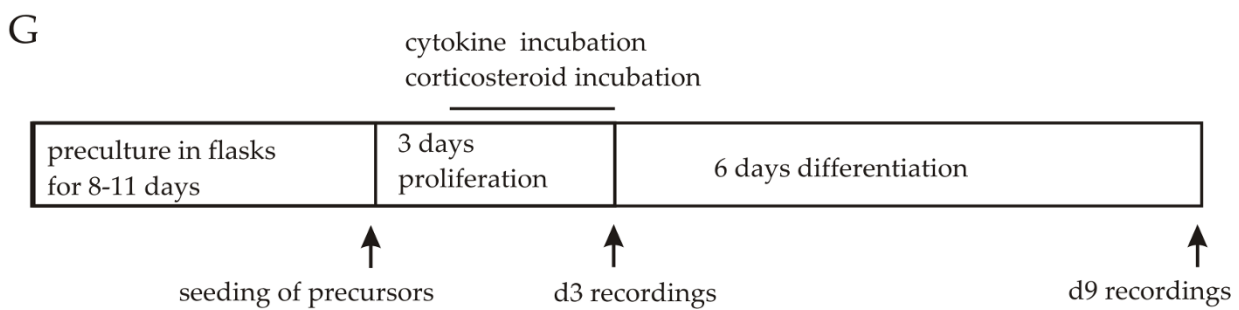 G
cytokine incubation
corticosteroid incubation
preculture in flasks
for 8-11 days
3 days
proliferation
6 days differentiation
seeding of precursors
d3 recordings
d9 recordings